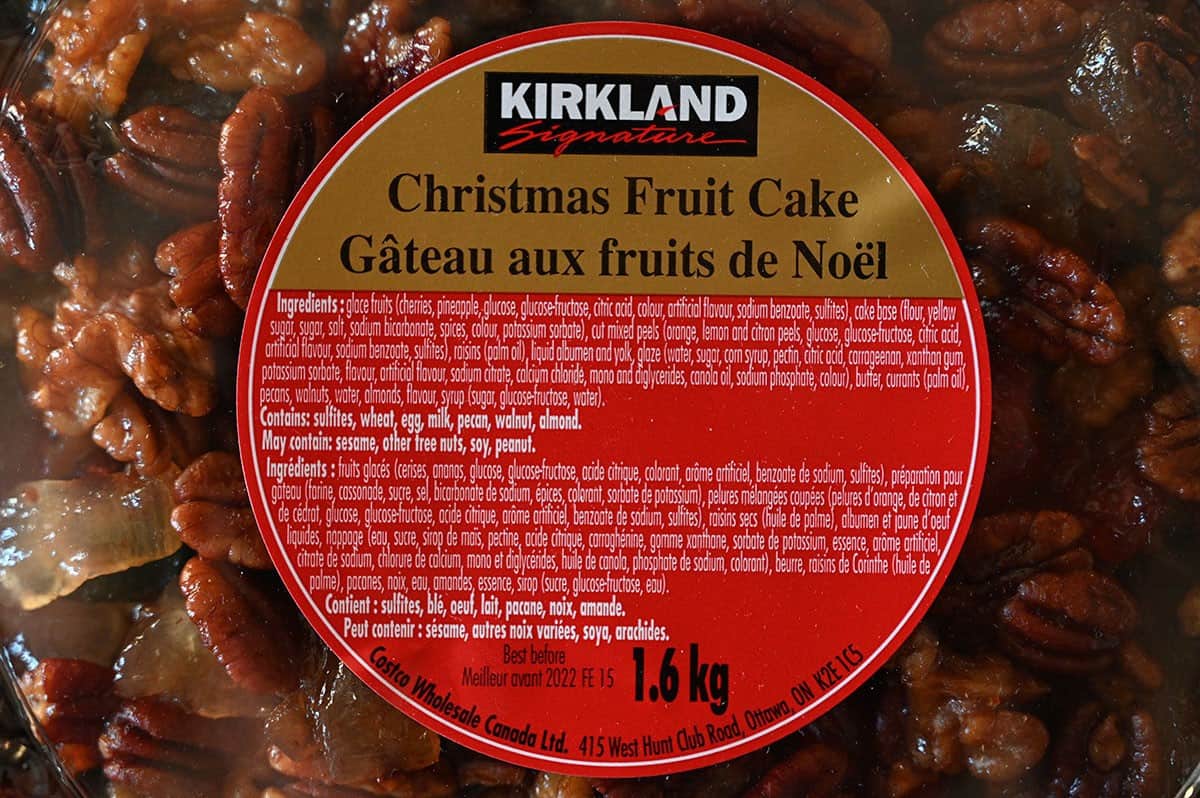 KIRKLAND
Signature
Christmas Fruit Cake
Gâteau aux fruits de Noël
Ingredients : glace fruits (cherries, pineapple, glucose, glucose-fructose, citric acid, colour, artificial flavour, sodium benzoate, sulfites), cake base (flour, yellow
sugar, sugar, salt, sodium bicarbonate, spices, colour, potassium sorbate), cut mixed peels (orange, lemon and citron peels, glucose, glucose-fructose, citric acid,
artificial flavour, sodium benzoate, sulfites), raisins (palm oil), liquid albumen and yolk, glaze (water, sugar, corn syrup, pectin, citric acid, carrageenan, xanthan gum,
potassium sorbate, flavour, artificial flavour, sodium citrate, calcium chloride, mono and diglycerides, canola oil, sodium phosphate, colour), butter, currants (palm oil),
pecans, walnuts, water, almonds, flavour, syrup (sugar, glucose-fructose, water).
Contains: sulfites, wheat, egg, milk, pecan, walnut, almond.
May contain: sesame, other tree nuts, soy, peanut.
Ingrédients : fruits glacés (cerises, ananas, glucose, glucose-fructose, acide citrique, colorant, arôme artificiel, benzoate de sodium, sulfites), préparation pour
gâteau (farine, cassonade, sucre, sel, bicarbonate de sodium, épices, colorant, sorbate de potassium), pelures mélangées coupées (pelures d'orange, de citron et
de cédrat, glucose, glucose-fructose, acide citrique, arôme artificiel, benzoate de sodium, sulfites), raisins secs (huile de palme), albumen et jaune d'oeuf
liquides, nappage (eau, sucre, sirop de maïs, pectine, acide citrique, carraghénine, gomme xanthane, sorbate de potassium, essence, arôme artificiel,
citrate de sodium, chlorure de calcium, mono et diglycérides, huile de canola, phosphate de sodium, colorant), beurre, raisins de Corinthe (huile de
palme), pacanes, noix, eau, amandes, essence, sirop (sucre, glucose-fructose, eau).
Contient : sulfites, blé, oeuf, lait, pacane, noix, amande.
Peut contenir : sésame, autres noix variées, soya, arachides.
Best before
Meilleur avant 2022 FE 15
1.6 kg
Costco Wholesale Canada Ltd. 415 West Hunt Club Road, Ottawa, ON K2E 1C5